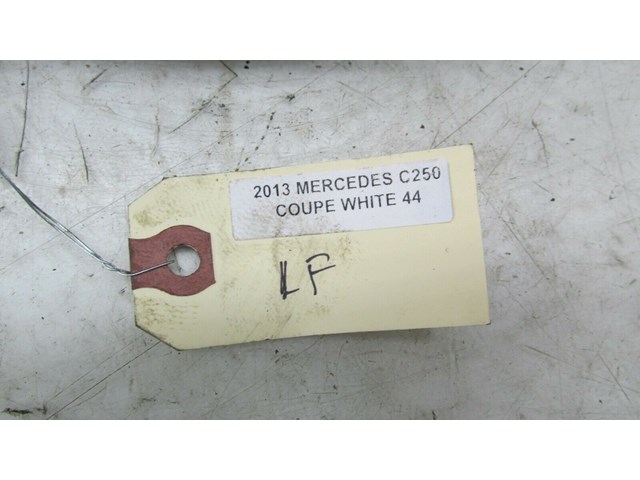 2013 MERCEDES C250
COUPE WHITE 44
LF